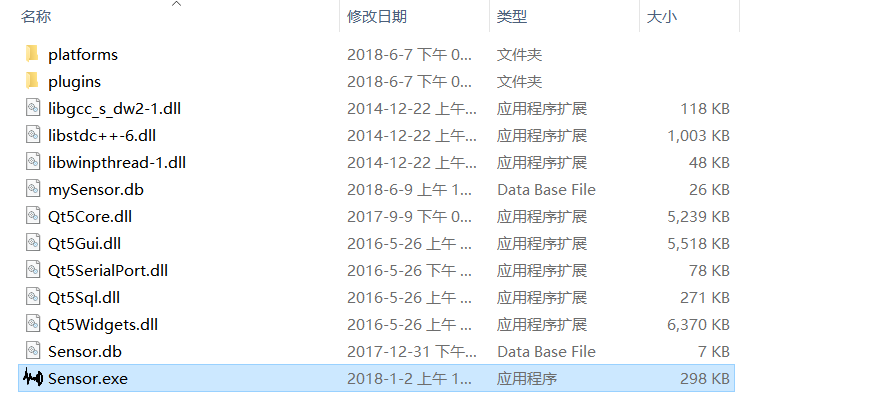 名称 修改日期 类型 大小
platforms 2018-6-7 下午 0... 文件夹
plugins 2018-6-7 下午 0... 文件夹
libgcc_s_dw2-1.dll 2014-12-22 上午... 应用程序扩展 118 KB
libstdc++-6.dll 2014-12-22 上午... 应用程序扩展 1,003 KB
libwinpthread-1.dll 2014-12-22 上午... 应用程序扩展 48 KB
mySensor.db 2018-6-9 上午 1... Data Base File 26 KB
Qt5Core.dll 2017-9-9 下午 0... 应用程序扩展 5,239 KB
Qt5Gui.dll 2016-5-26 上午 ... 应用程序扩展 5,518 KB
Qt5SerialPort.dll 2016-5-26 下午 ... 应用程序扩展 78 KB
Qt5Sql.dll 2016-5-26 上午 ... 应用程序扩展 271 KB
Qt5Widgets.dll 2016-5-26 上午 ... 应用程序扩展 6,370 KB
Sensor.db 2017-12-31 下午... Data Base File 7 KB
Sensor.exe 2018-1-2 上午 1... 应用程序 298 KB